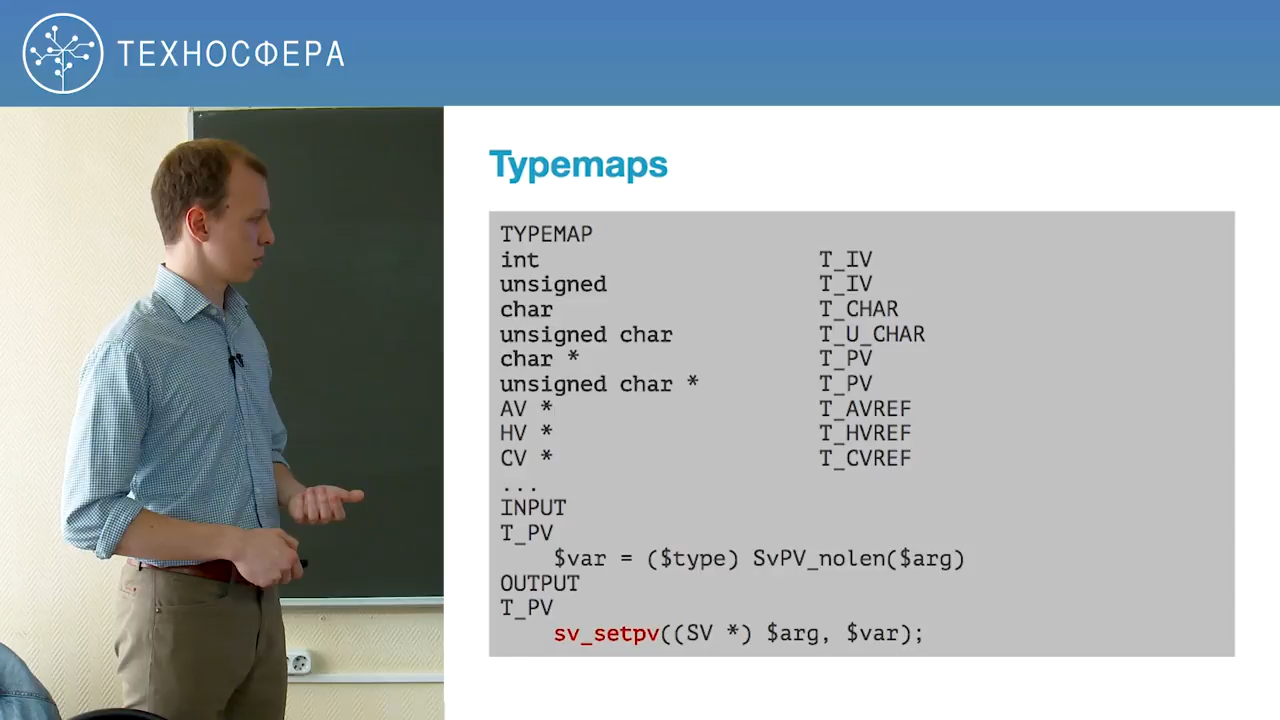 ТЕХНОСФЕРА
Typemaps
TYPEMAP
int T_IV
unsigned T_IV
char T_CHAR
unsigned char T_U_CHAR
char * T_PV
unsigned char * T_PV
AV * T_AVREF
HV * T_HVREF
CV * T_CVREF
...
INPUT
T_PV
$var = ($type) SvPV_nolen($arg)
OUTPUT
T_PV
sv_setpv((SV *) $arg, $var);